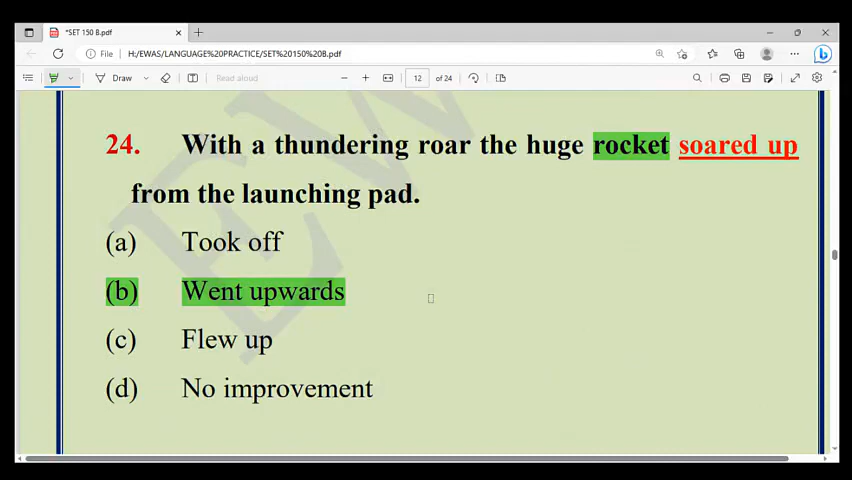 *SET 150 B.pdf
File
H:/EWAS/LANGUAGE%20PRACTICE/SET%20150%20B.pdf
Draw
Read aloud
12
of 24
24. With a thundering roar the huge rocket soared up
from the launching pad.
(a) Took off
(b) Went upwards
(c) Flew up
(d) No improvement